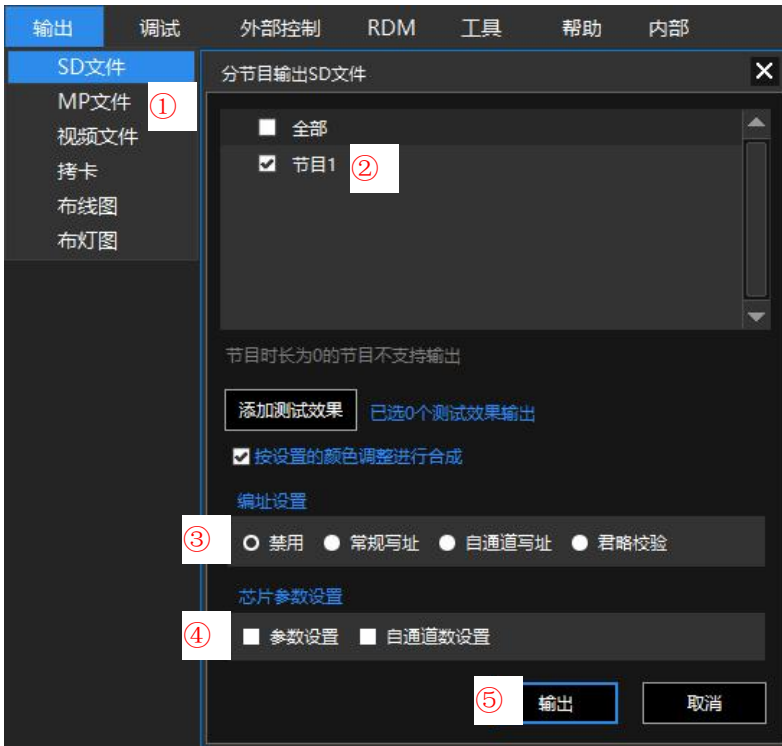 输出 调试 外部控制 RDM 工具 帮助 内部
SD文件
MP文件 ①
视频文件
拷卡
布线图
布灯图
分节目输出SD文件
全部
节目1 ②
节目时长为0的节目不支持输出
添加测试效果 已选0个测试效果输出
按设置的颜色调整进行合成
编址设置
③ 禁用 常规写址 自通道写址 君略校验
芯片参数设置
④ 参数设置 自通道数设置
⑤ 输出 取消